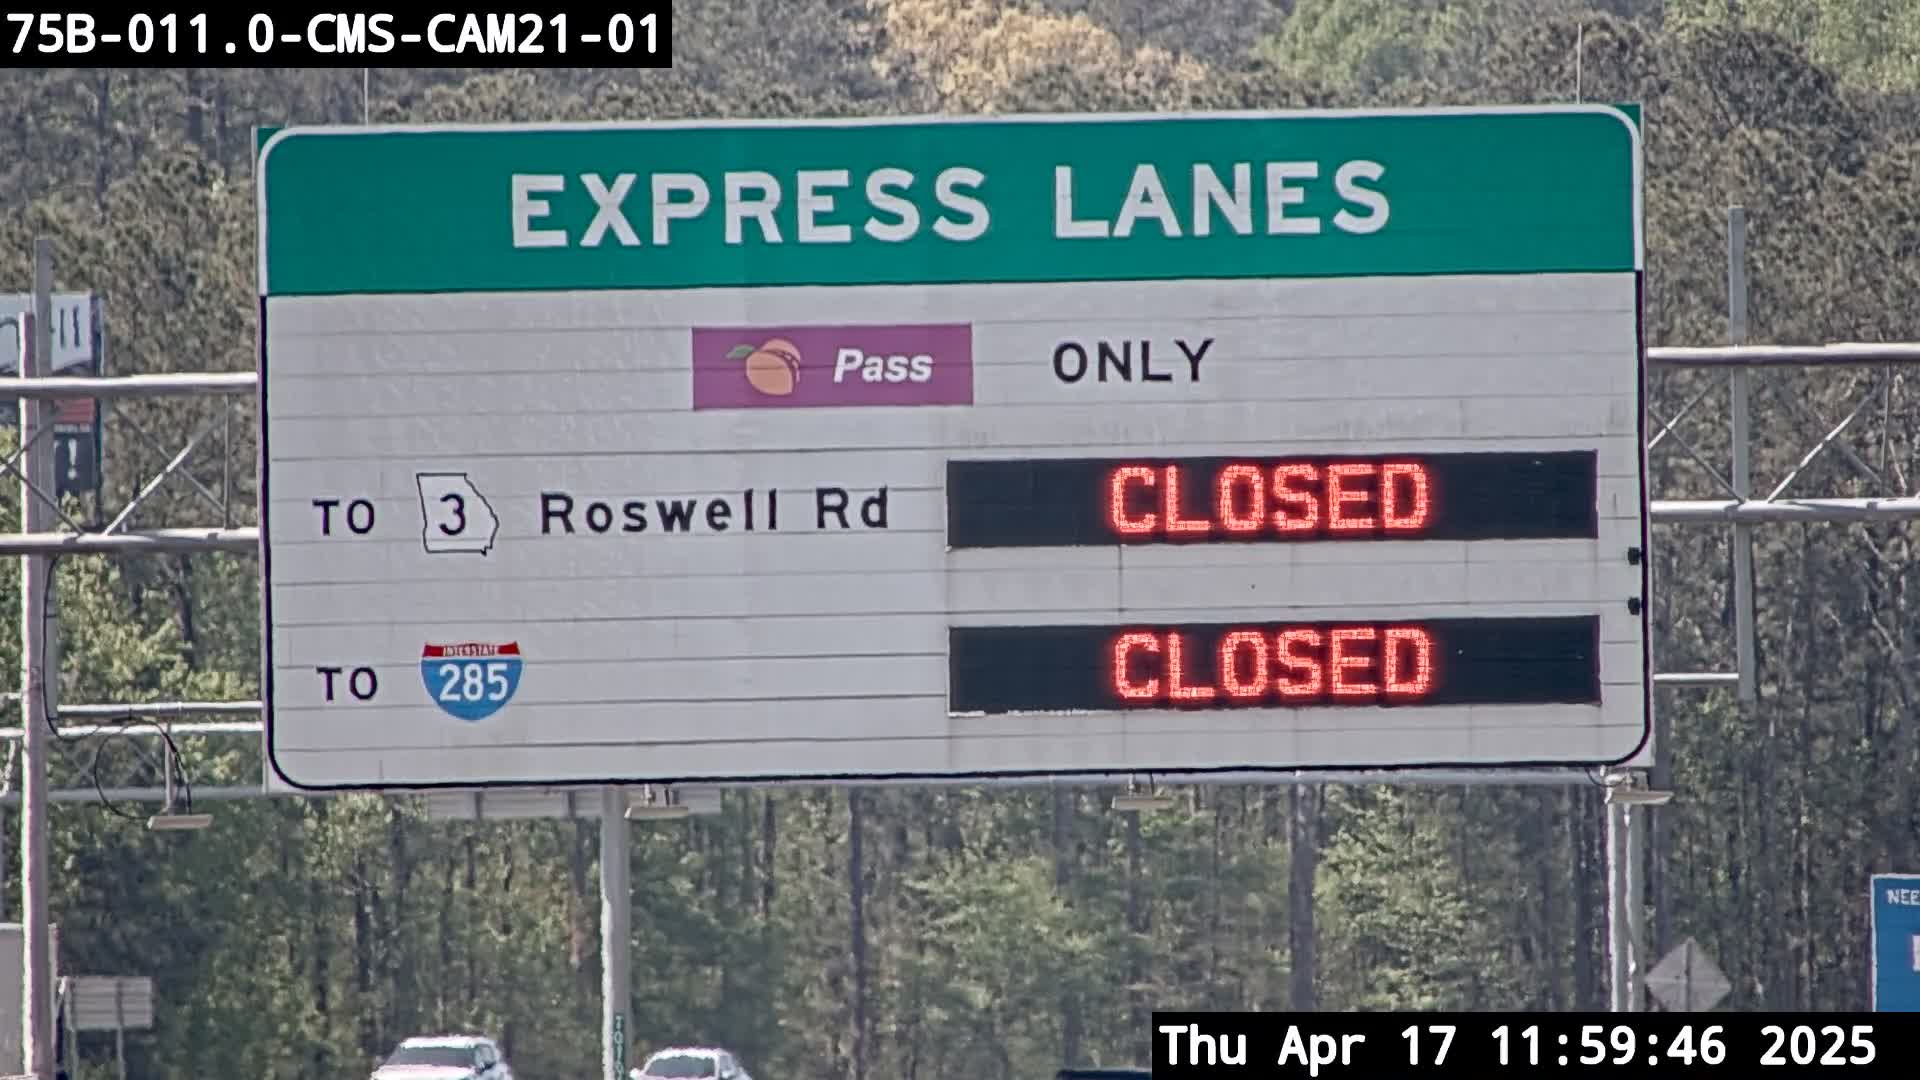 75B-011.0-CMS-CAM21-01
EXPRESS LANES
Pass ONLY
TO 3 Roswell Rd CLOSED
TO INTERSTATE 285 CLOSED
NEE
Thu Apr 17 11:59:46 2025